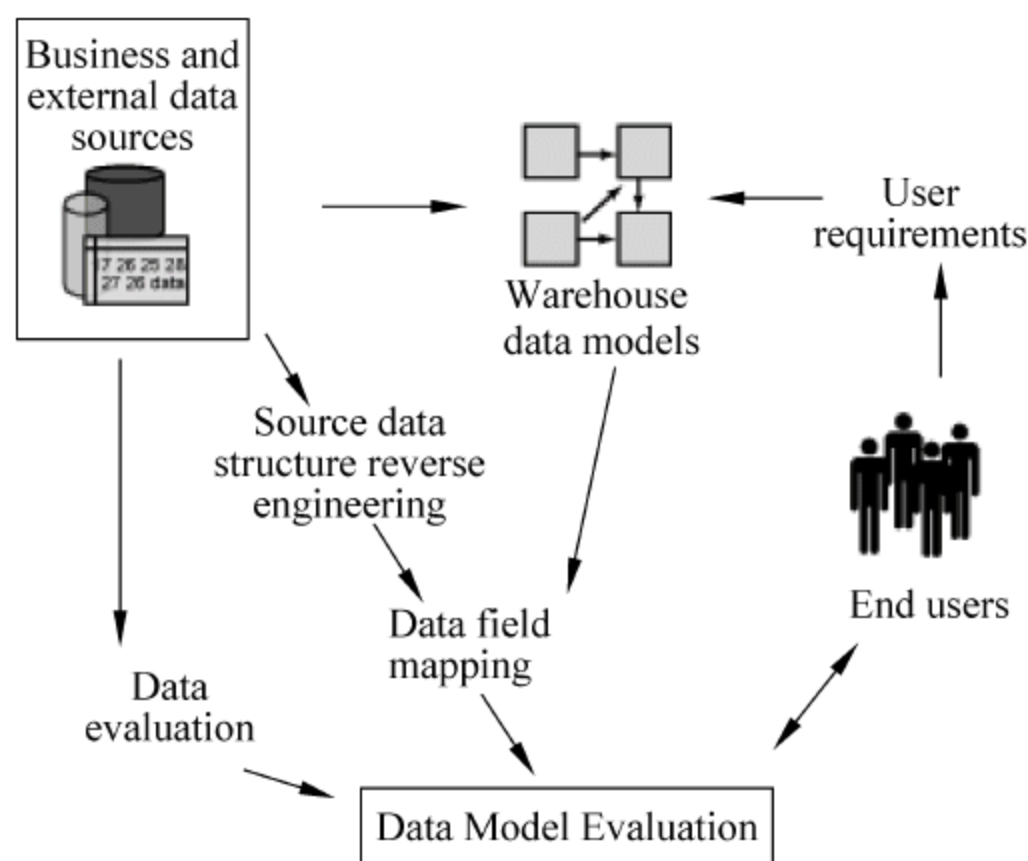 Business and
external data
sources
17 26 25 28
27 26 data
Warehouse
data models
User
requirements
Source data
structure reverse
engineering
End users
Data field
mapping
Data
evaluation
Data Model Evaluation